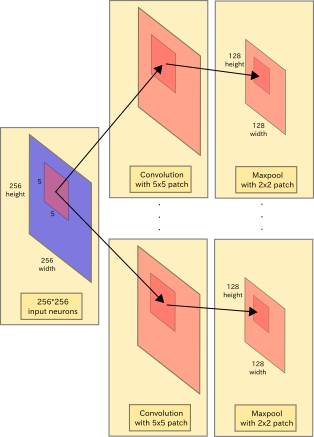 128
height
128
width
Convolution
with 5x5 patch
Maxpool
with 2x2 patch
256
height
5
5
256
width
256*256
input neurons
128
height
128
width
Convolution
with 5x5 patch
Maxpool
with 2x2 patch